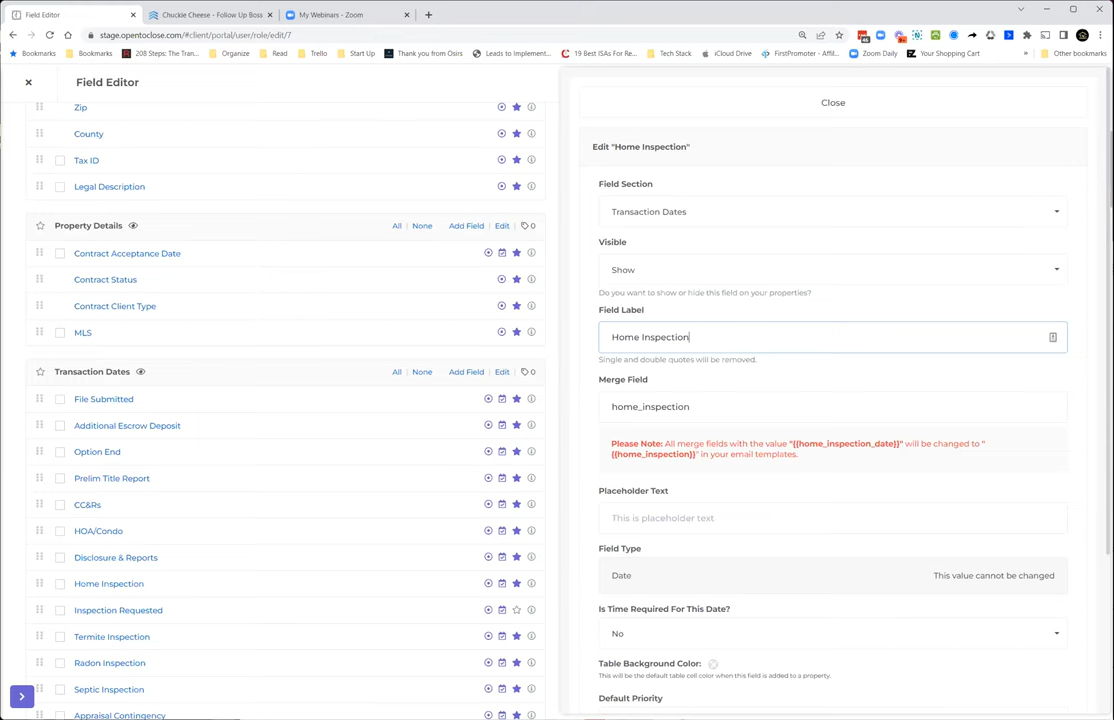 Field Editor
Chuckie Cheese - Follow Up Boss
My Webinars - Zoom
stage.opentoclose.com/#client/portal/user/role/edit/7
Bookmarks
Bookmarks
208 Steps: The Tran...
Organize
Read
Trello
Start Up
Thank you from Osirs
Leads to Implement...
19 Best ISAs For Re...
Tech Stack
iCloud Drive
FirstPromoter - Affil...
Zoom Daily
Your Shopping Cart
»
Other bookmarks
Field Editor
Zip
County
Tax ID
Legal Description
Property Details
All | None
Add Field
Edit
0
Contract Acceptance Date
Contract Status
Contract Client Type
MLS
Transaction Dates
All | None
Add Field
Edit
0
File Submitted
Additional Escrow Deposit
Option End
Prelim Title Report
CC&Rs
HOA/Condo
Disclosure & Reports
Home Inspection
Inspection Requested
Termite Inspection
Radon Inspection
Septic Inspection
Appraisal Contingency
Close
Edit "Home Inspection"
Field Section
Transaction Dates
Visible
Show
Do you want to show or hide this field on your properties?
Field Label
Home Inspection
Single and double quotes will be removed.
Merge Field
home_inspection
Please Note: All merge fields with the value "{{home_inspection_date}}" will be changed to "
{{home_inspection}}" in your email templates.
Placeholder Text
This is placeholder text
Field Type
Date
This value cannot be changed
Is Time Required For This Date?
No
Table Background Color:
This will be the default table cell color when this field is added to a property.
Default Priority